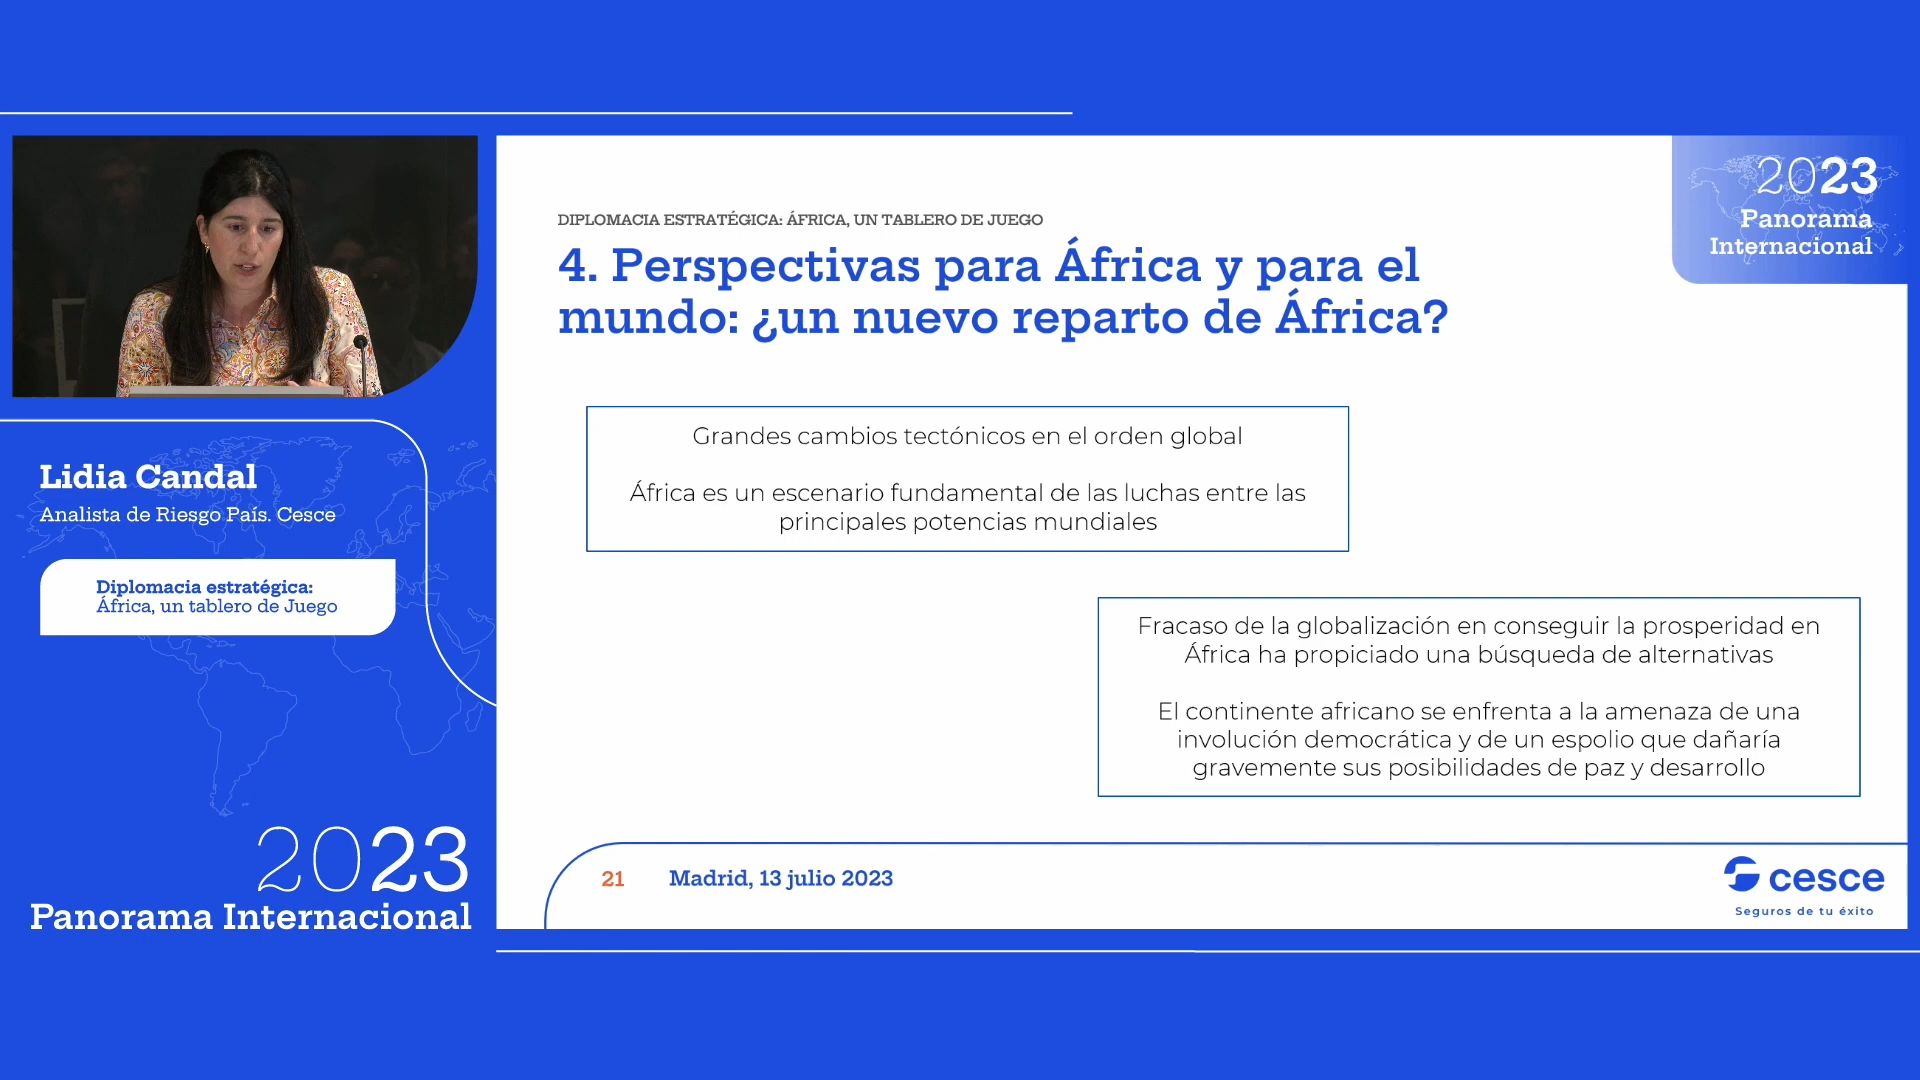 Lidia Candal
Analista de Riesgo País. Cesce
Diplomacia estratégica:
África, un tablero de Juego
2023
Panorama Internacional
DIPLOMACIA ESTRATÉGICA: ÁFRICA, UN TABLERO DE JUEGO
4. Perspectivas para África y para el
mundo: ¿un nuevo reparto de África?
2023
Panorama
Internacional
Grandes cambios tectónicos en el orden global
África es un escenario fundamental de las luchas entre las
principales potencias mundiales
Fracaso de la globalización en conseguir la prosperidad en
África ha propiciado una búsqueda de alternativas
El continente africano se enfrenta a la amenaza de una
involución democrática y de un espolio que dañaría
gravemente sus posibilidades de paz y desarrollo
21
Madrid, 13 julio 2023
cesce
Seguros de tu éxito